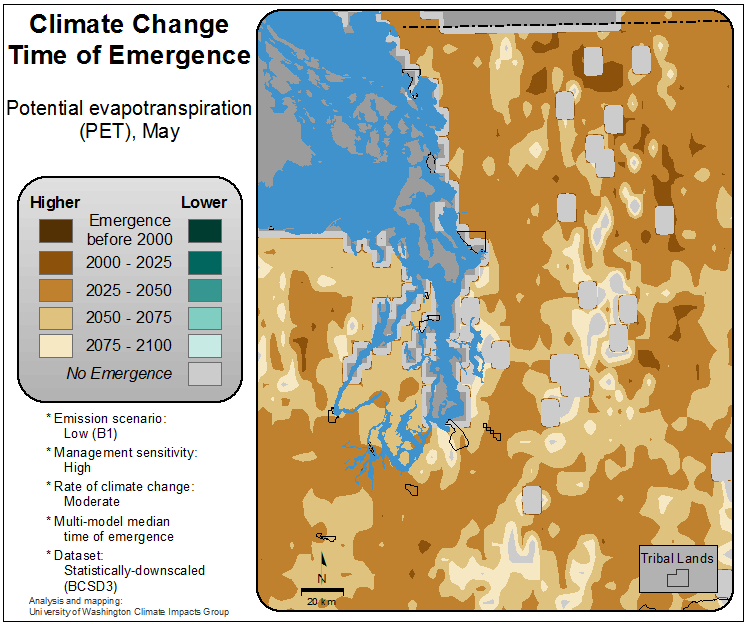 Climate Change
Time of Emergence
Potential evapotranspiration
(PET), May
Higher
Lower
Emergence
before 2000
2000 - 2025
2025 - 2050
2050 - 2075
2075 - 2100
No Emergence
* Emission scenario:
Low (B1)
* Management sensitivity:
High
* Rate of climate change:
Moderate
* Multi-model median
time of emergence
* Dataset:
Statistically-downscaled
(BCSD3)
Analysis and mapping:
University of Washington Climate Impacts Group
N
20 km
Tribal Lands